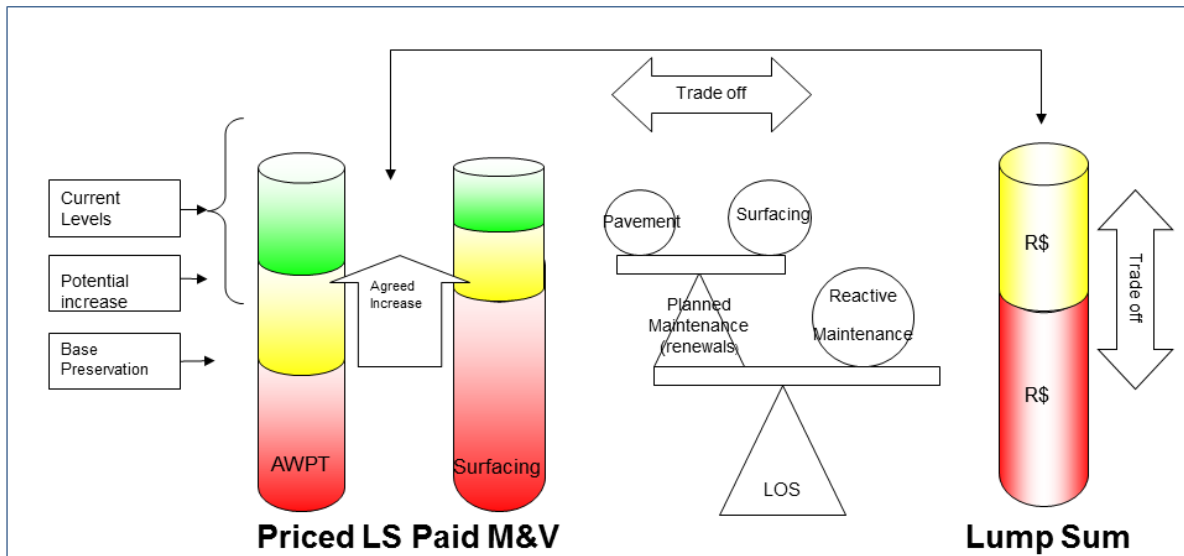 Trade off
Current
Levels
Potential
increase
Base
Preservation
Agreed
Increase
AWPT
Surfacing
Pavement
Surfacing
Planned
Maintenance
(renewals)
Reactive
Maintenance
LOS
R$
R$
Trade off
Priced LS Paid M&V
Lump Sum